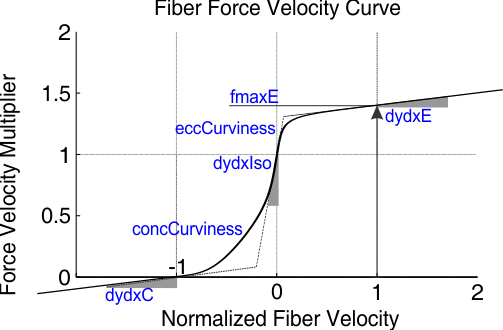 Fiber Force Velocity Curve
Force Velocity Multiplier
2
1.5
1
0.5
0
fmaxE
dydxE
eccCurviness
dydxIso
concCurviness
-1
dydxC
0
1
2
Normalized Fiber Velocity